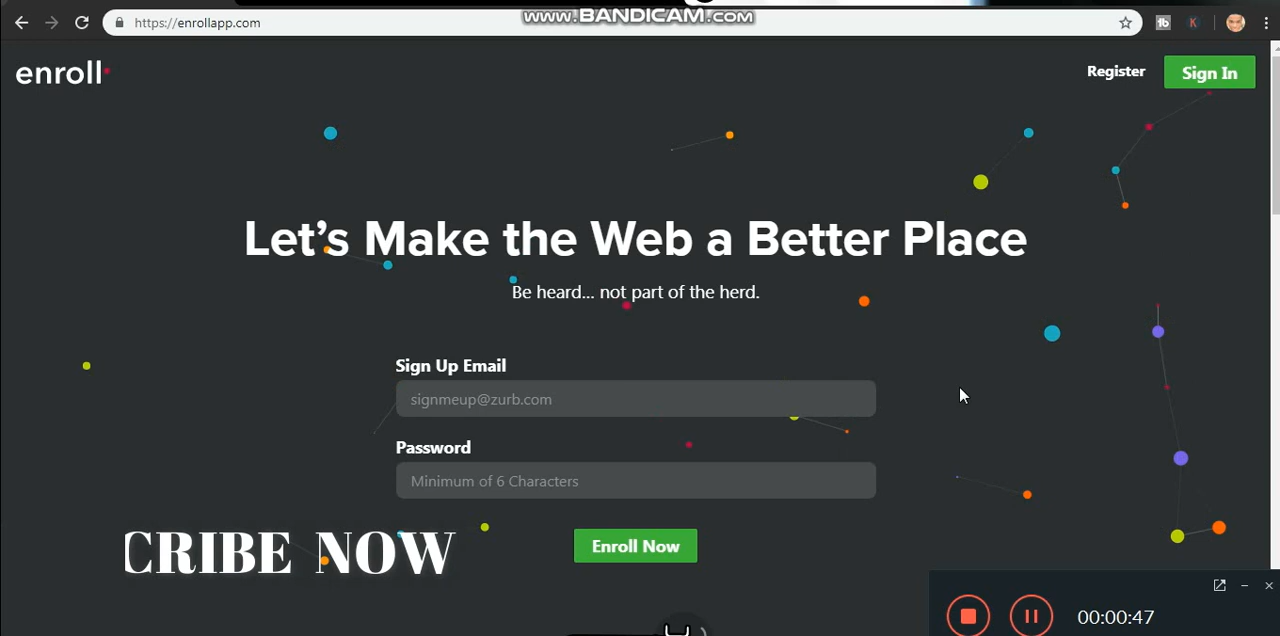 www.BANDICAM.com
https://enrollapp.com
enroll
Register
Sign In
Let's Make the Web a Better Place
Be heard... not part of the herd.
Sign Up Email
signmeup@zurb.com
Password
Minimum of 6 Characters
Enroll Now
CRIBE NOW
00:00:47